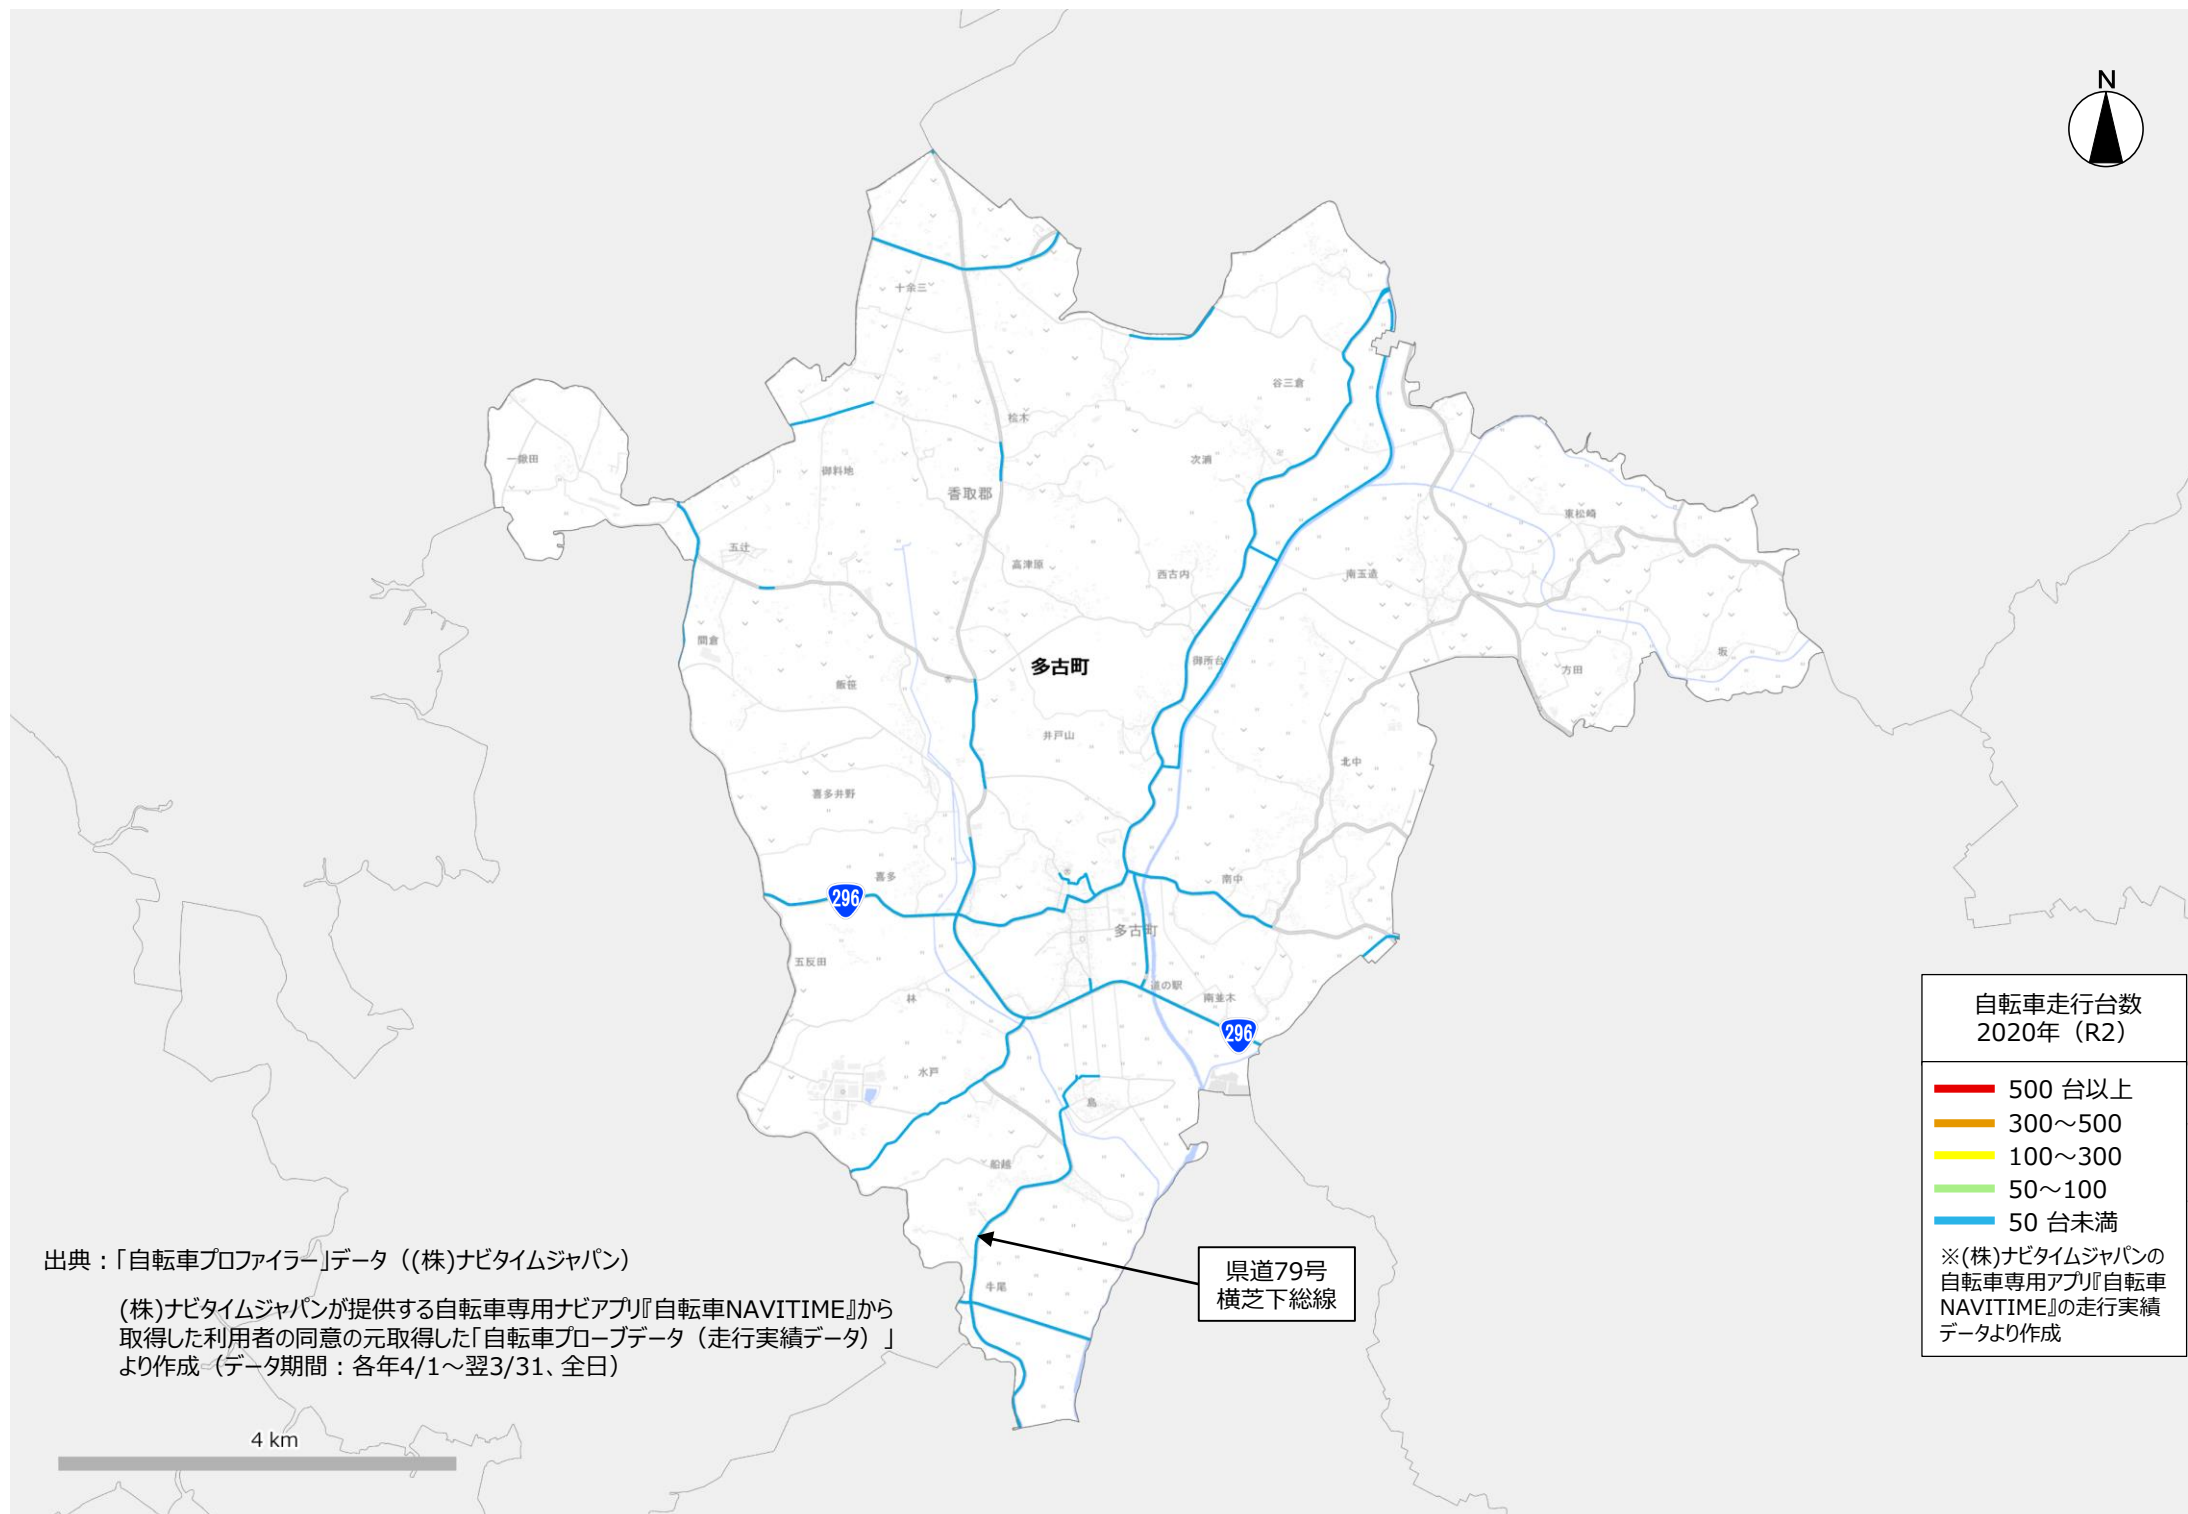 N
十余三
谷三倉
桧木
一鍬田
御料地
次浦
香取郡
東松崎
五辻
高津原
西古内
南玉造
間倉
多古町
御所台
坂
飯笹
方田
井戸山
北中
喜多井野
喜多
南中
296
多古町
五反田
道の駅
林
南並木
296
水戸
島
船越
牛尾
県道79号
横芝下総線
自転車走行台数
2020年（R2）
500 台以上
300～500
100～300
50～100
50 台未満
※(株)ナビタイムジャパンの
自転車専用アプリ『自転車
NAVITIME』の走行実績
データより作成
出典：「自転車プロファイラー」データ（(株)ナビタイムジャパン）
(株)ナビタイムジャパンが提供する自転車専用ナビアプリ『自転車NAVITIME』から
取得した利用者の同意の元取得した「自転車プローブデータ（走行実績データ）」
より作成（データ期間：各年4/1～翌3/31、全日）
4 km